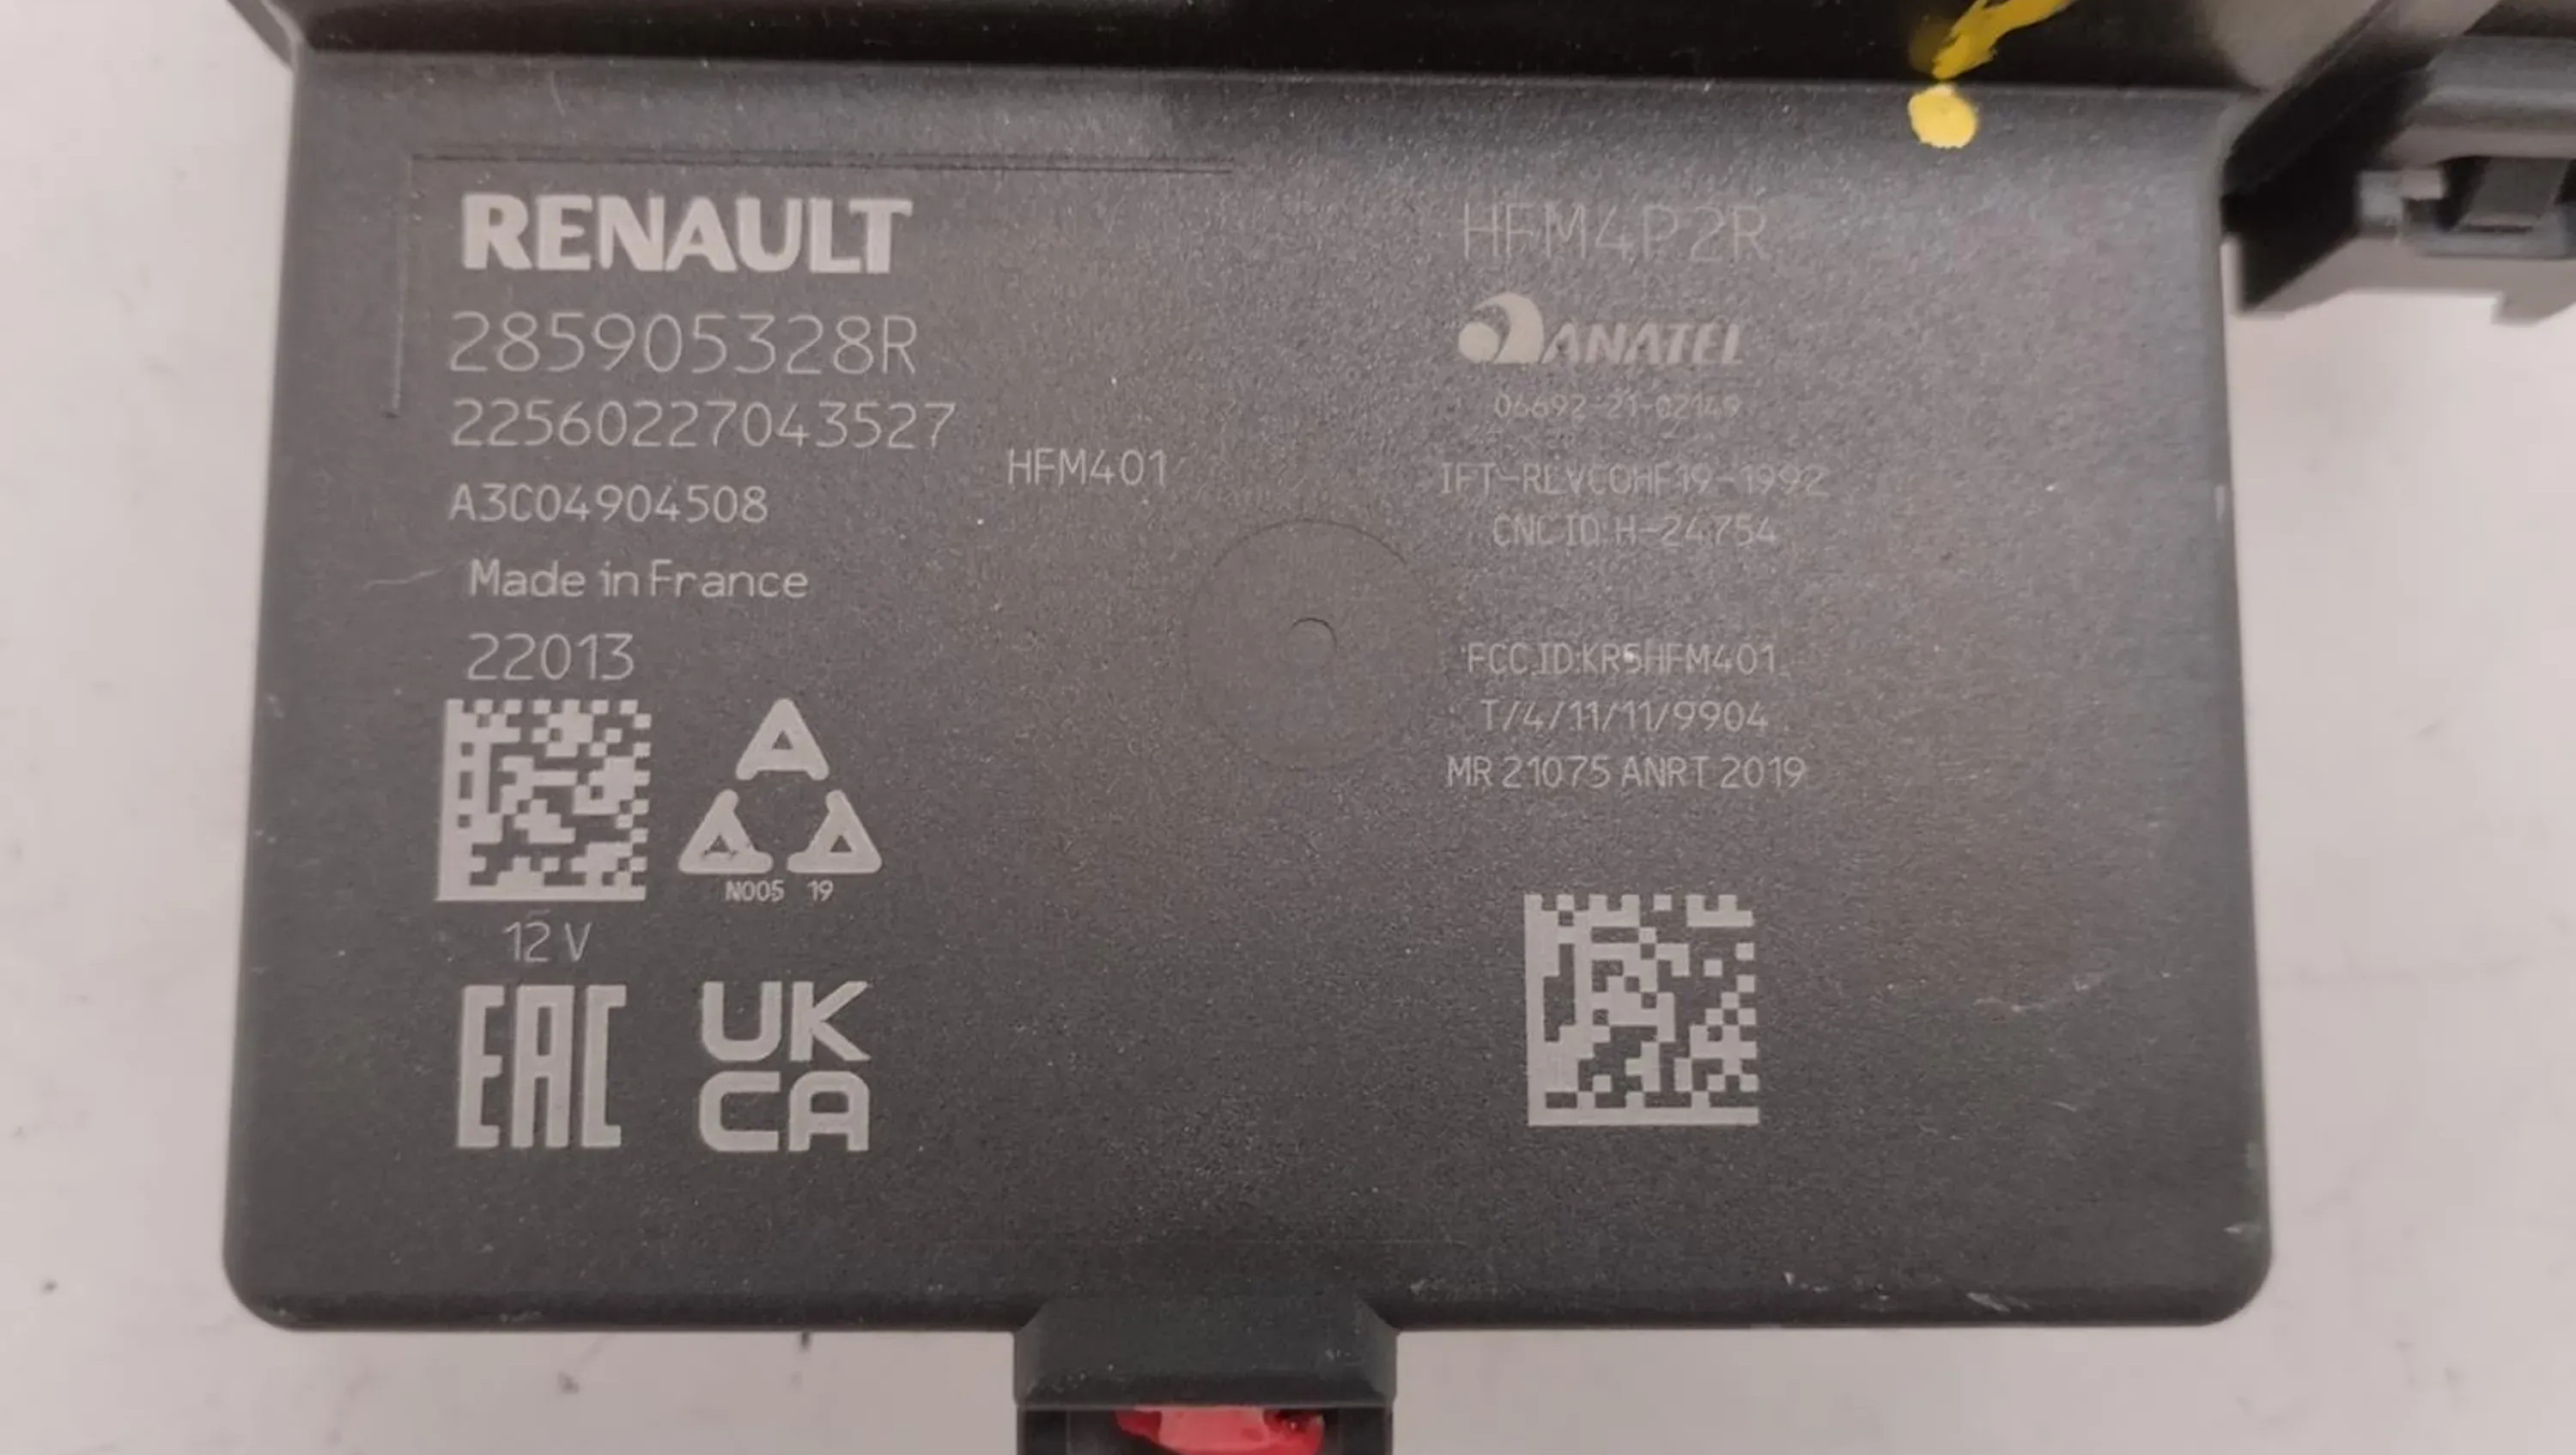 RENAULT
285905328R
22560227043527
A3C04904508
HFM401
Made in France
22013
N005 19
12 V
EAC
UK
CA
HFM4P2R
ANATEL
06692-21-02149
IFT-RLVCOHF19-1992
CNC ID: H-24754
FCC ID:KR5HFM401
T/4/11/11/9904
MR 21075 ANRT 2019